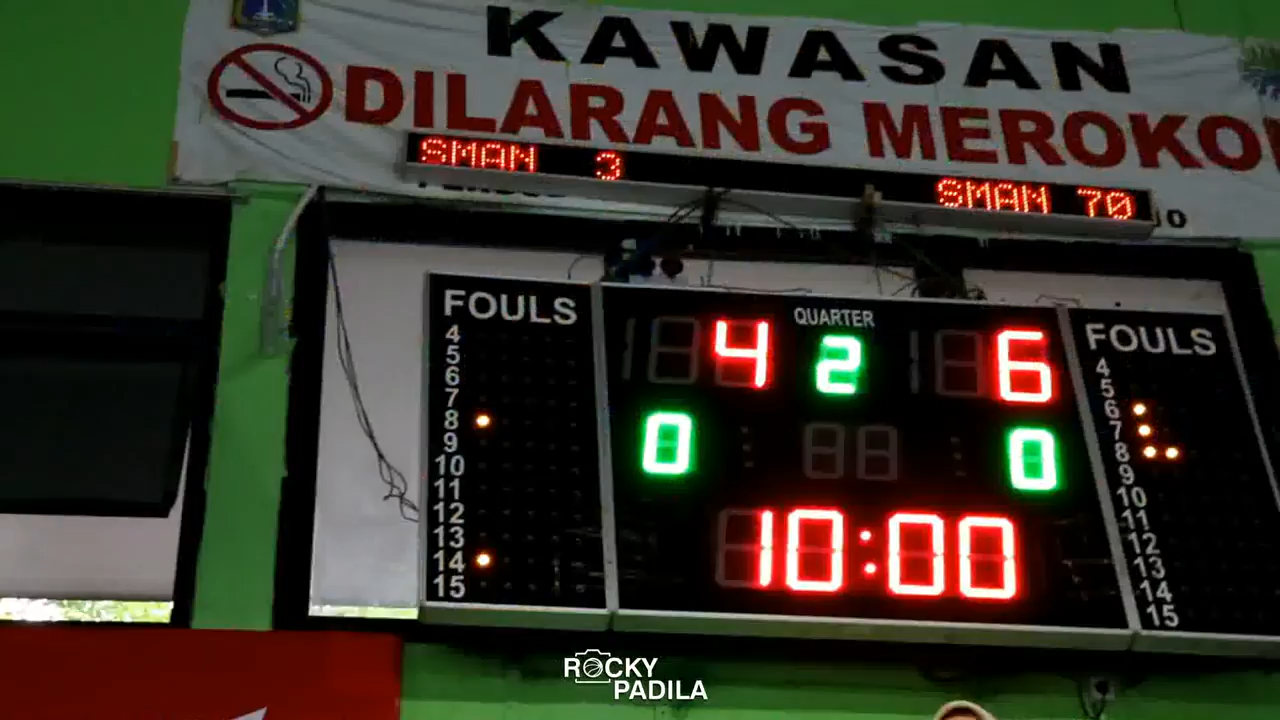 KAWASAN
DILARANG MEROKO
SMAN 3
SMAN 70
FOULS
4
5
6
7
8
9
10
11
12
13
14
15
QUARTER
4 2 6
0 0
10:00
FOULS
4
5
6
7
8
9
10
11
12
13
14
15
ROCKY
PADILA